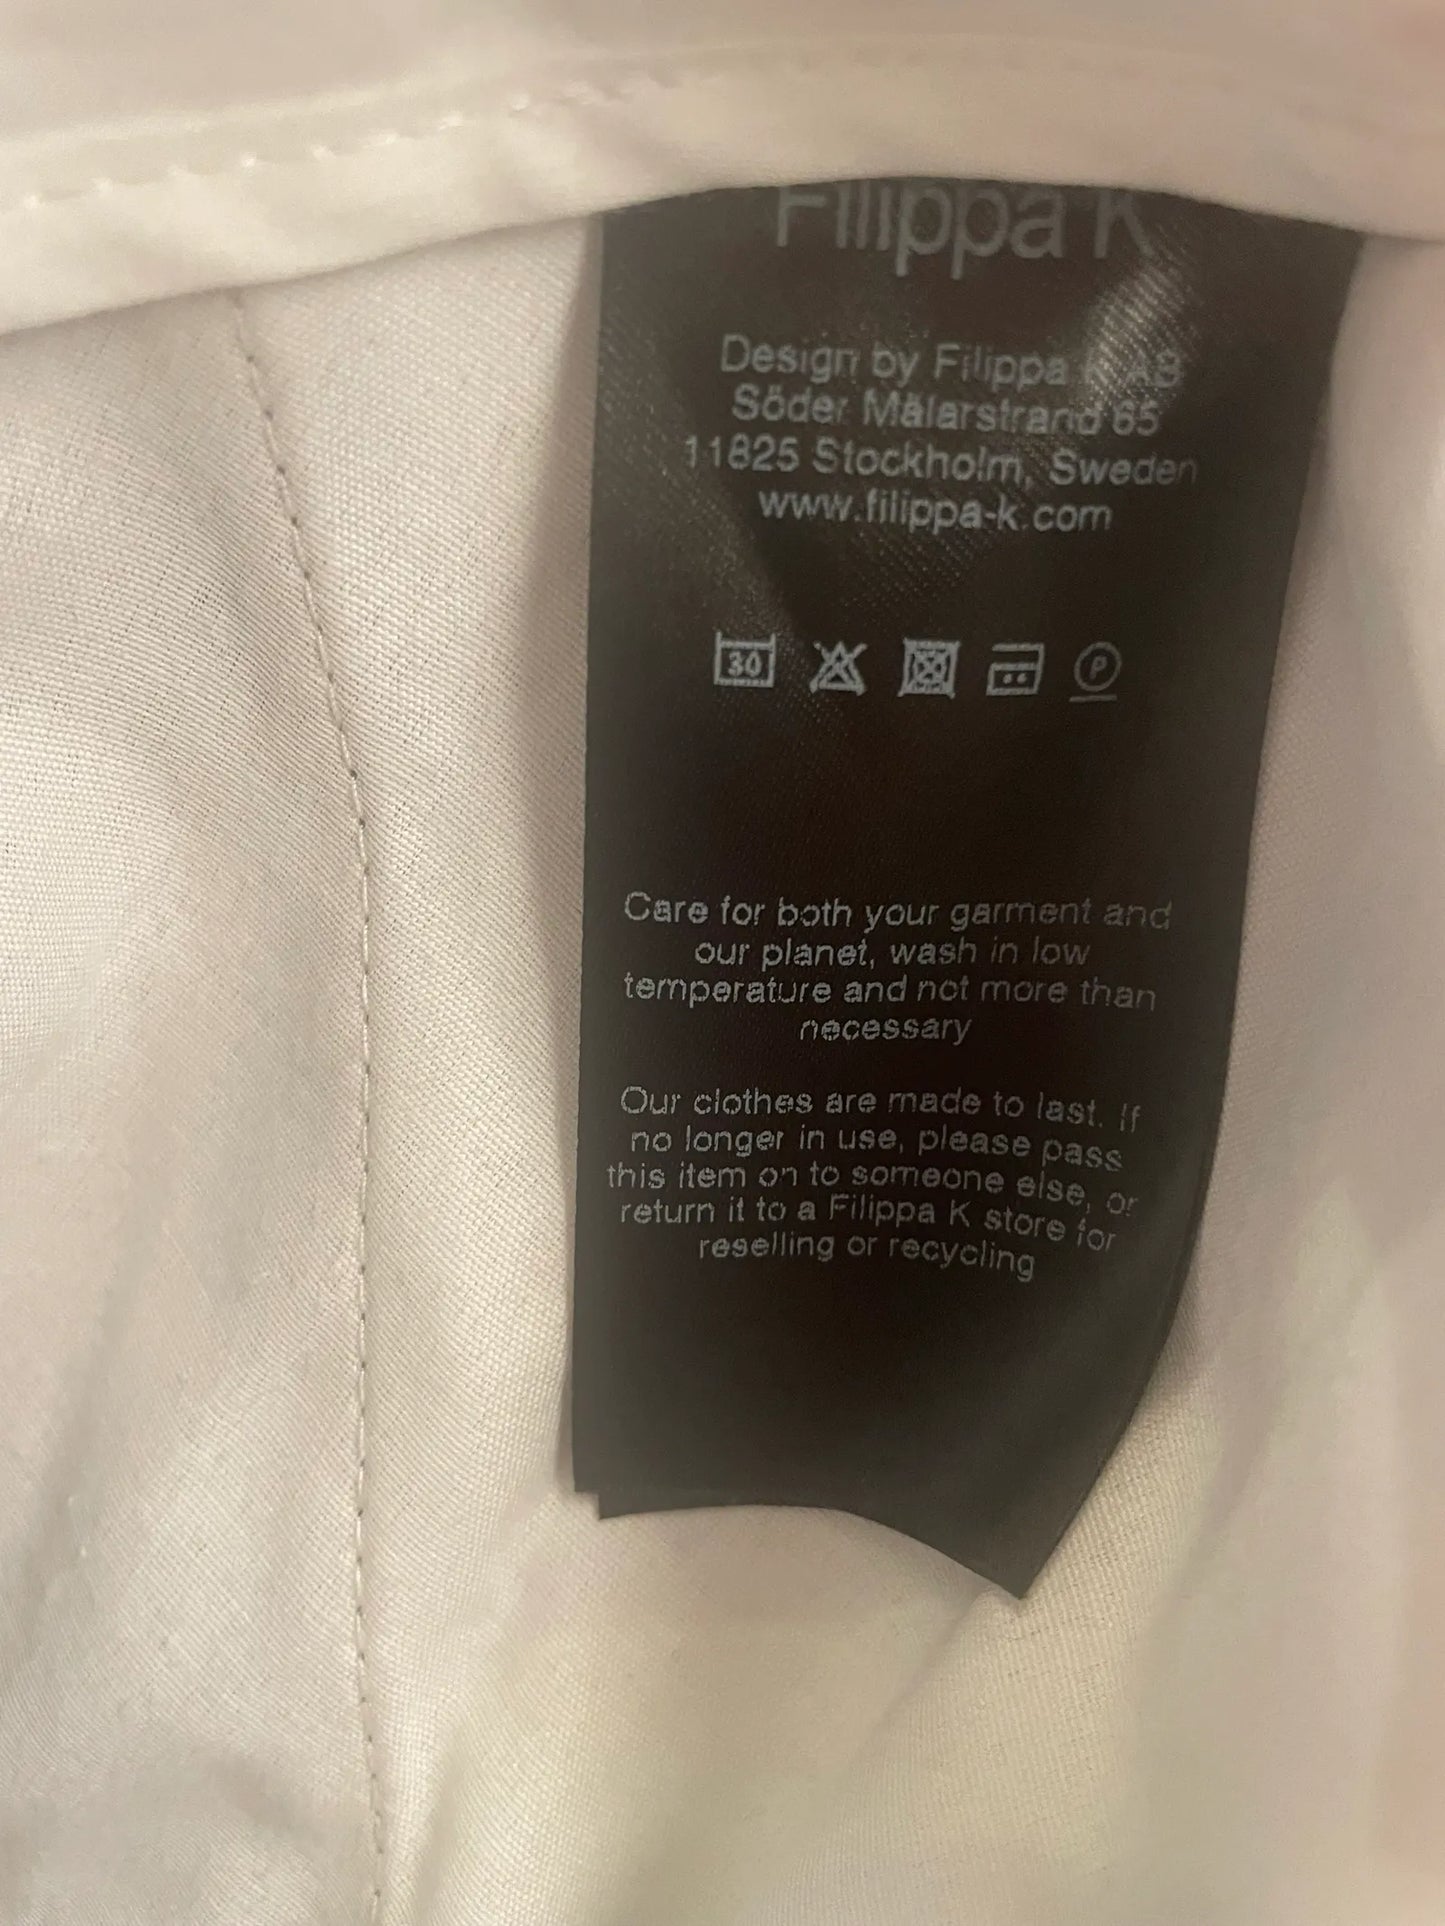 Filippa K
Design by Filippa K AB
Söder Mälarstrand 65
11825 Stockholm, Sweden
www.filippa-k.com
30
P
Care for both your garment and
our planet, wash in low
temperature and not more than
necessary
Our clothes are made to last. If
no longer in use, please pass
this item on to someone else, or
return it to a Filippa K store for
reselling or recycling